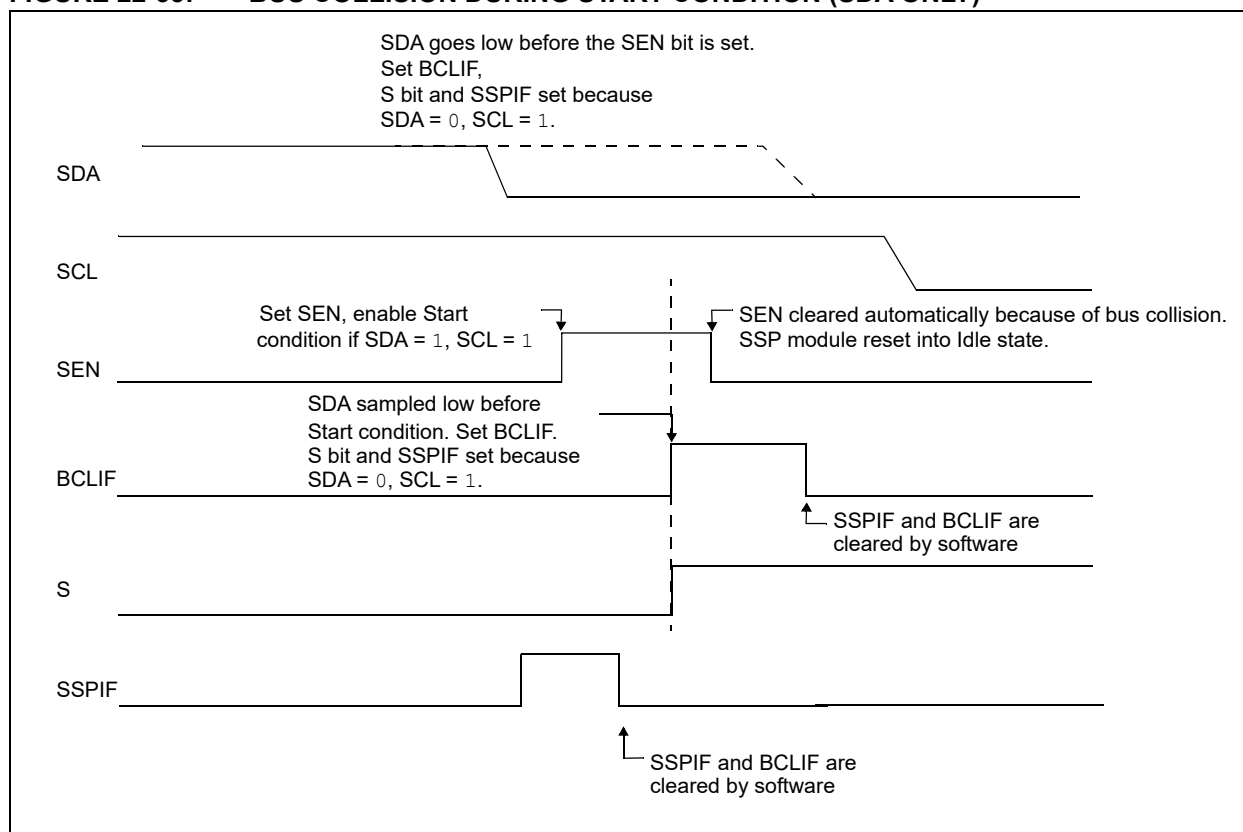 SDA goes low before the SEN bit is set.
Set BCLIF,
S bit and SSPIF set because
SDA = 0, SCL = 1.
SDA
SCL
Set SEN, enable Start
condition if SDA = 1, SCL = 1
SEN cleared automatically because of bus collision.
SSP module reset into Idle state.
SEN
SDA sampled low before
Start condition. Set BCLIF.
S bit and SSPIF set because
SDA = 0, SCL = 1.
BCLIF
SSPIF and BCLIF are
cleared by software
S
SSPIF
SSPIF and BCLIF are
cleared by software